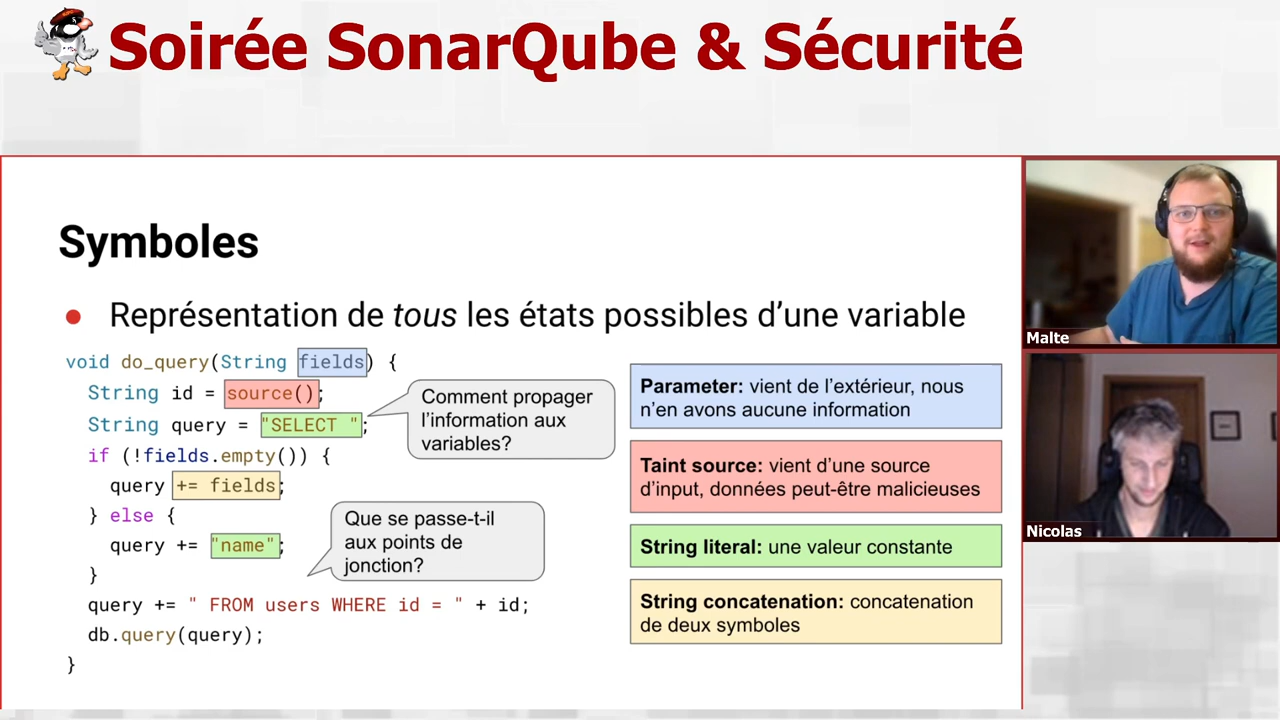 Soirée SonarQube & Sécurité
Symboles
● Représentation de tous les états possibles d’une variable
void do_query(String fields) {
String id = source();
String query = "SELECT ";
if (!fields.empty()) {
query += fields;
} else {
query += "name";
}
query += " FROM users WHERE id = " + id;
db.query(query);
}
Comment propager
l’information aux
variables?
Que se passe-t-il
aux points de
jonction?
Parameter: vient de l’extérieur, nous
n’en avons aucune information
Taint source: vient d’une source
d’input, données peut-être malicieuses
String literal: une valeur constante
String concatenation: concatenation
de deux symboles
Malte
Nicolas